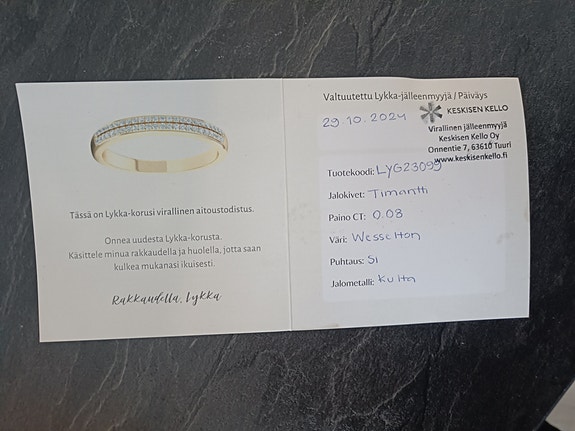 Tässä on Lykka-korusi virallinen aitoustodistus.
Onnea uudesta Lykka-korusta.
Käsittele minua rakkaudella ja huolella, jotta saan
kulkea mukanasi ikuisesti.
Rakkaudella, Lykka
Valtuutettu Lykka-jälleenmyyjä / Päiväys
29.10.2024
KESKISEN KELLO
Virallinen jälleenmyyjä
Keskisen Kello Oy
Onnentie 7, 63610 Tuuri
www.keskisenkello.fi
Tuotekoodi: LYG23099
Jalokivet: Timantti
Paino CT: 0.08
Väri: Wesselton
Puhtaus: SI
Jalometalli: Kulta